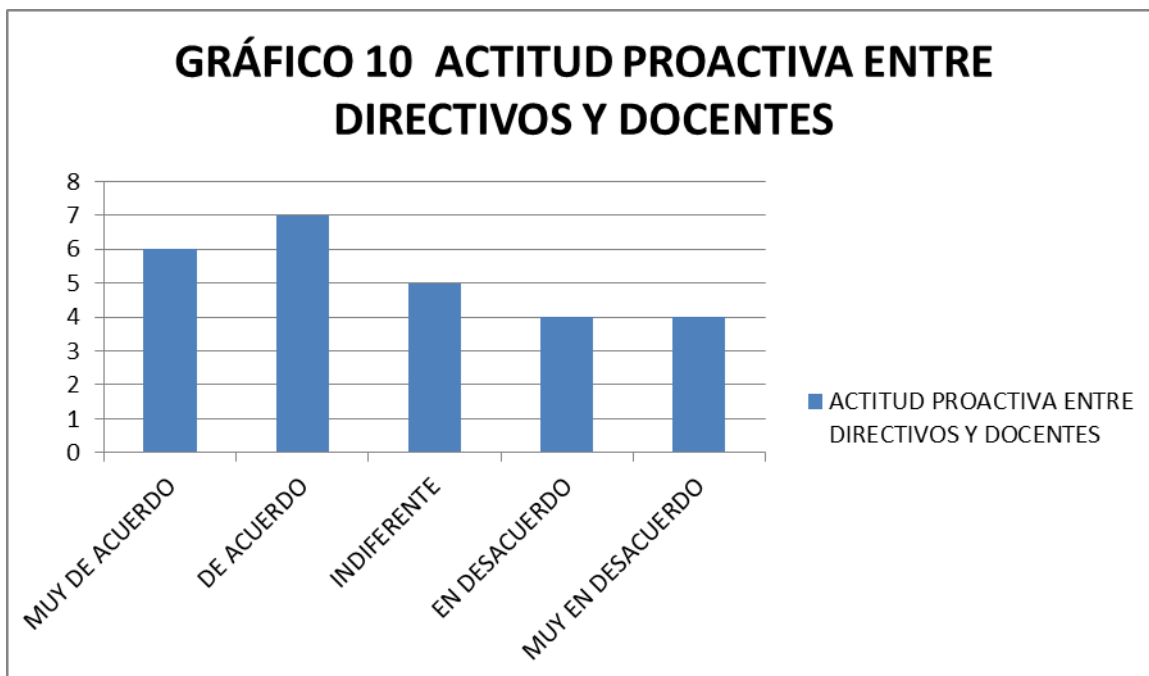 GRÁFICO 10 ACTITUD PROACTIVA ENTRE
DIRECTIVOS Y DOCENTES
8
7
6
5
4
3
2
1
0
MUY DE ACUERDO
DE ACUERDO
INDIFERENTE
EN DESACUERDO
MUY EN DESACUERDO
ACTITUD PROACTIVA ENTRE
DIRECTIVOS Y DOCENTES